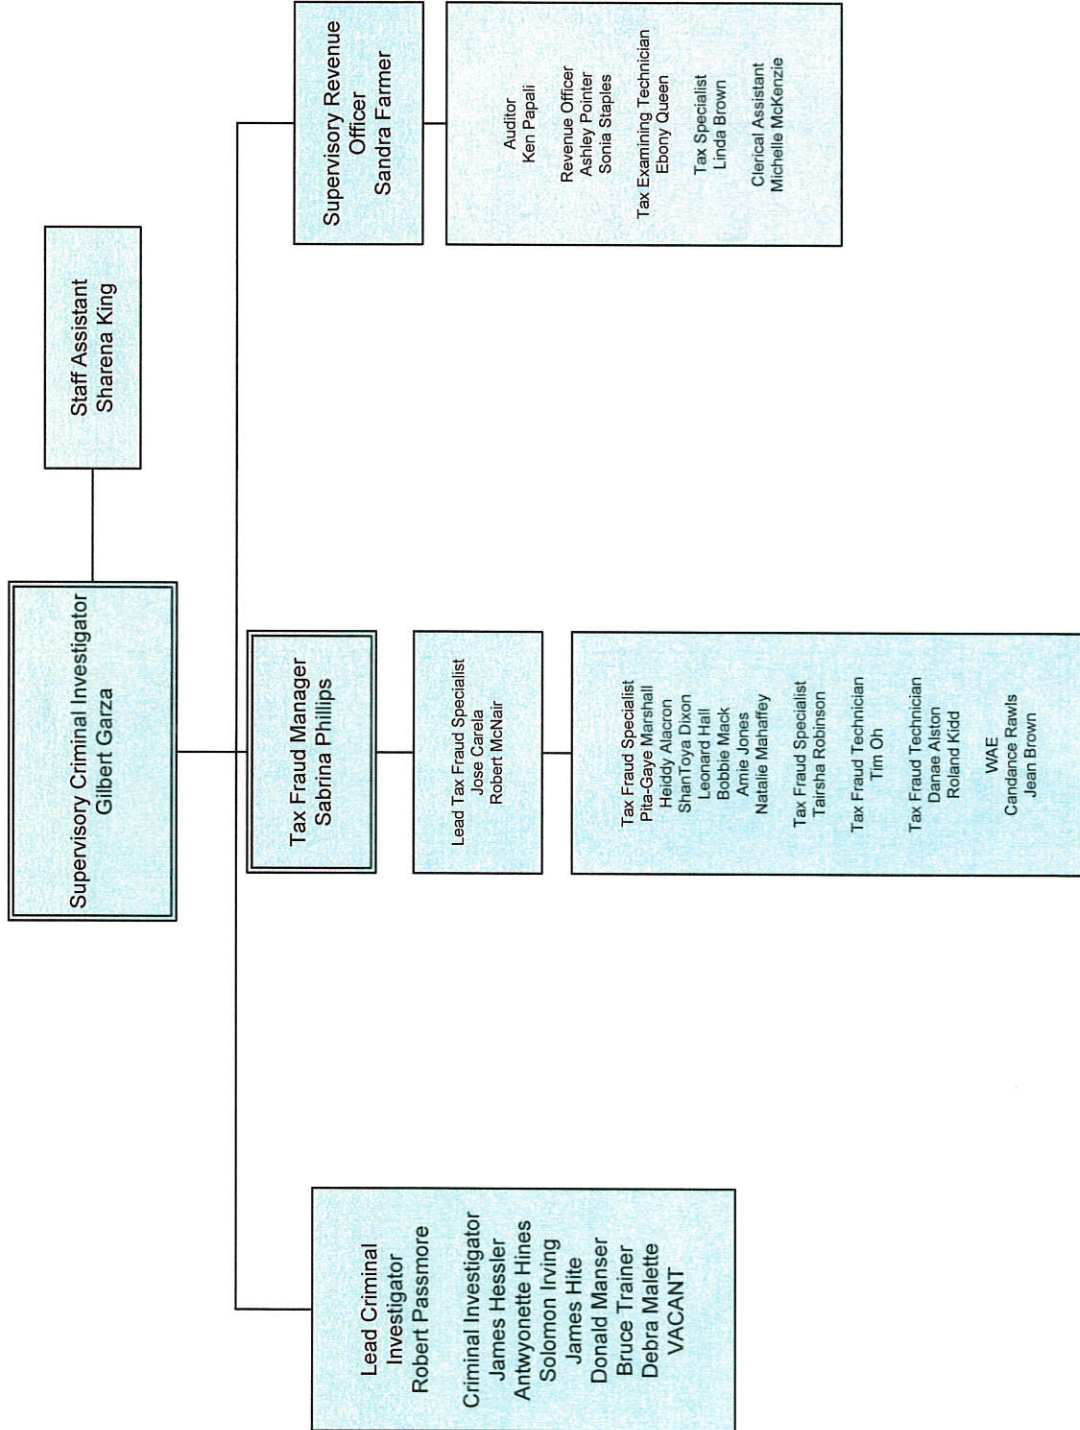 Supervisory Criminal Investigator
Gilbert Garza
Staff Assistant
Sharena King
Lead Criminal
Investigator
Robert Passmore
Criminal Investigator
James Hessler
Antwyonette Hines
Solomon Irving
James Hite
Donald Manser
Bruce Trainer
Debra Malette
VACANT
Tax Fraud Manager
Sabrina Phillips
Lead Tax Fraud Specialist
Jose Carela
Robert McNair
Tax Fraud Specialist
Pita-Gaye Marshall
Heiddy Alacron
ShanToya Dixon
Leonard Hall
Bobbie Mack
Amie Jones
Natalie Mahaffey
Tax Fraud Specialist
Tairsha Robinson
Tax Fraud Technician
Tim Oh
Tax Fraud Technician
Danae Alston
Roland Kidd
WAE
Candance Rawls
Jean Brown
Supervisory Revenue
Officer
Sandra Farmer
Auditor
Ken Papali
Revenue Officer
Ashley Pointer
Sonia Staples
Tax Examining Technician
Ebony Queen
Tax Specialist
Linda Brown
Clerical Assistant
Michelle McKenzie